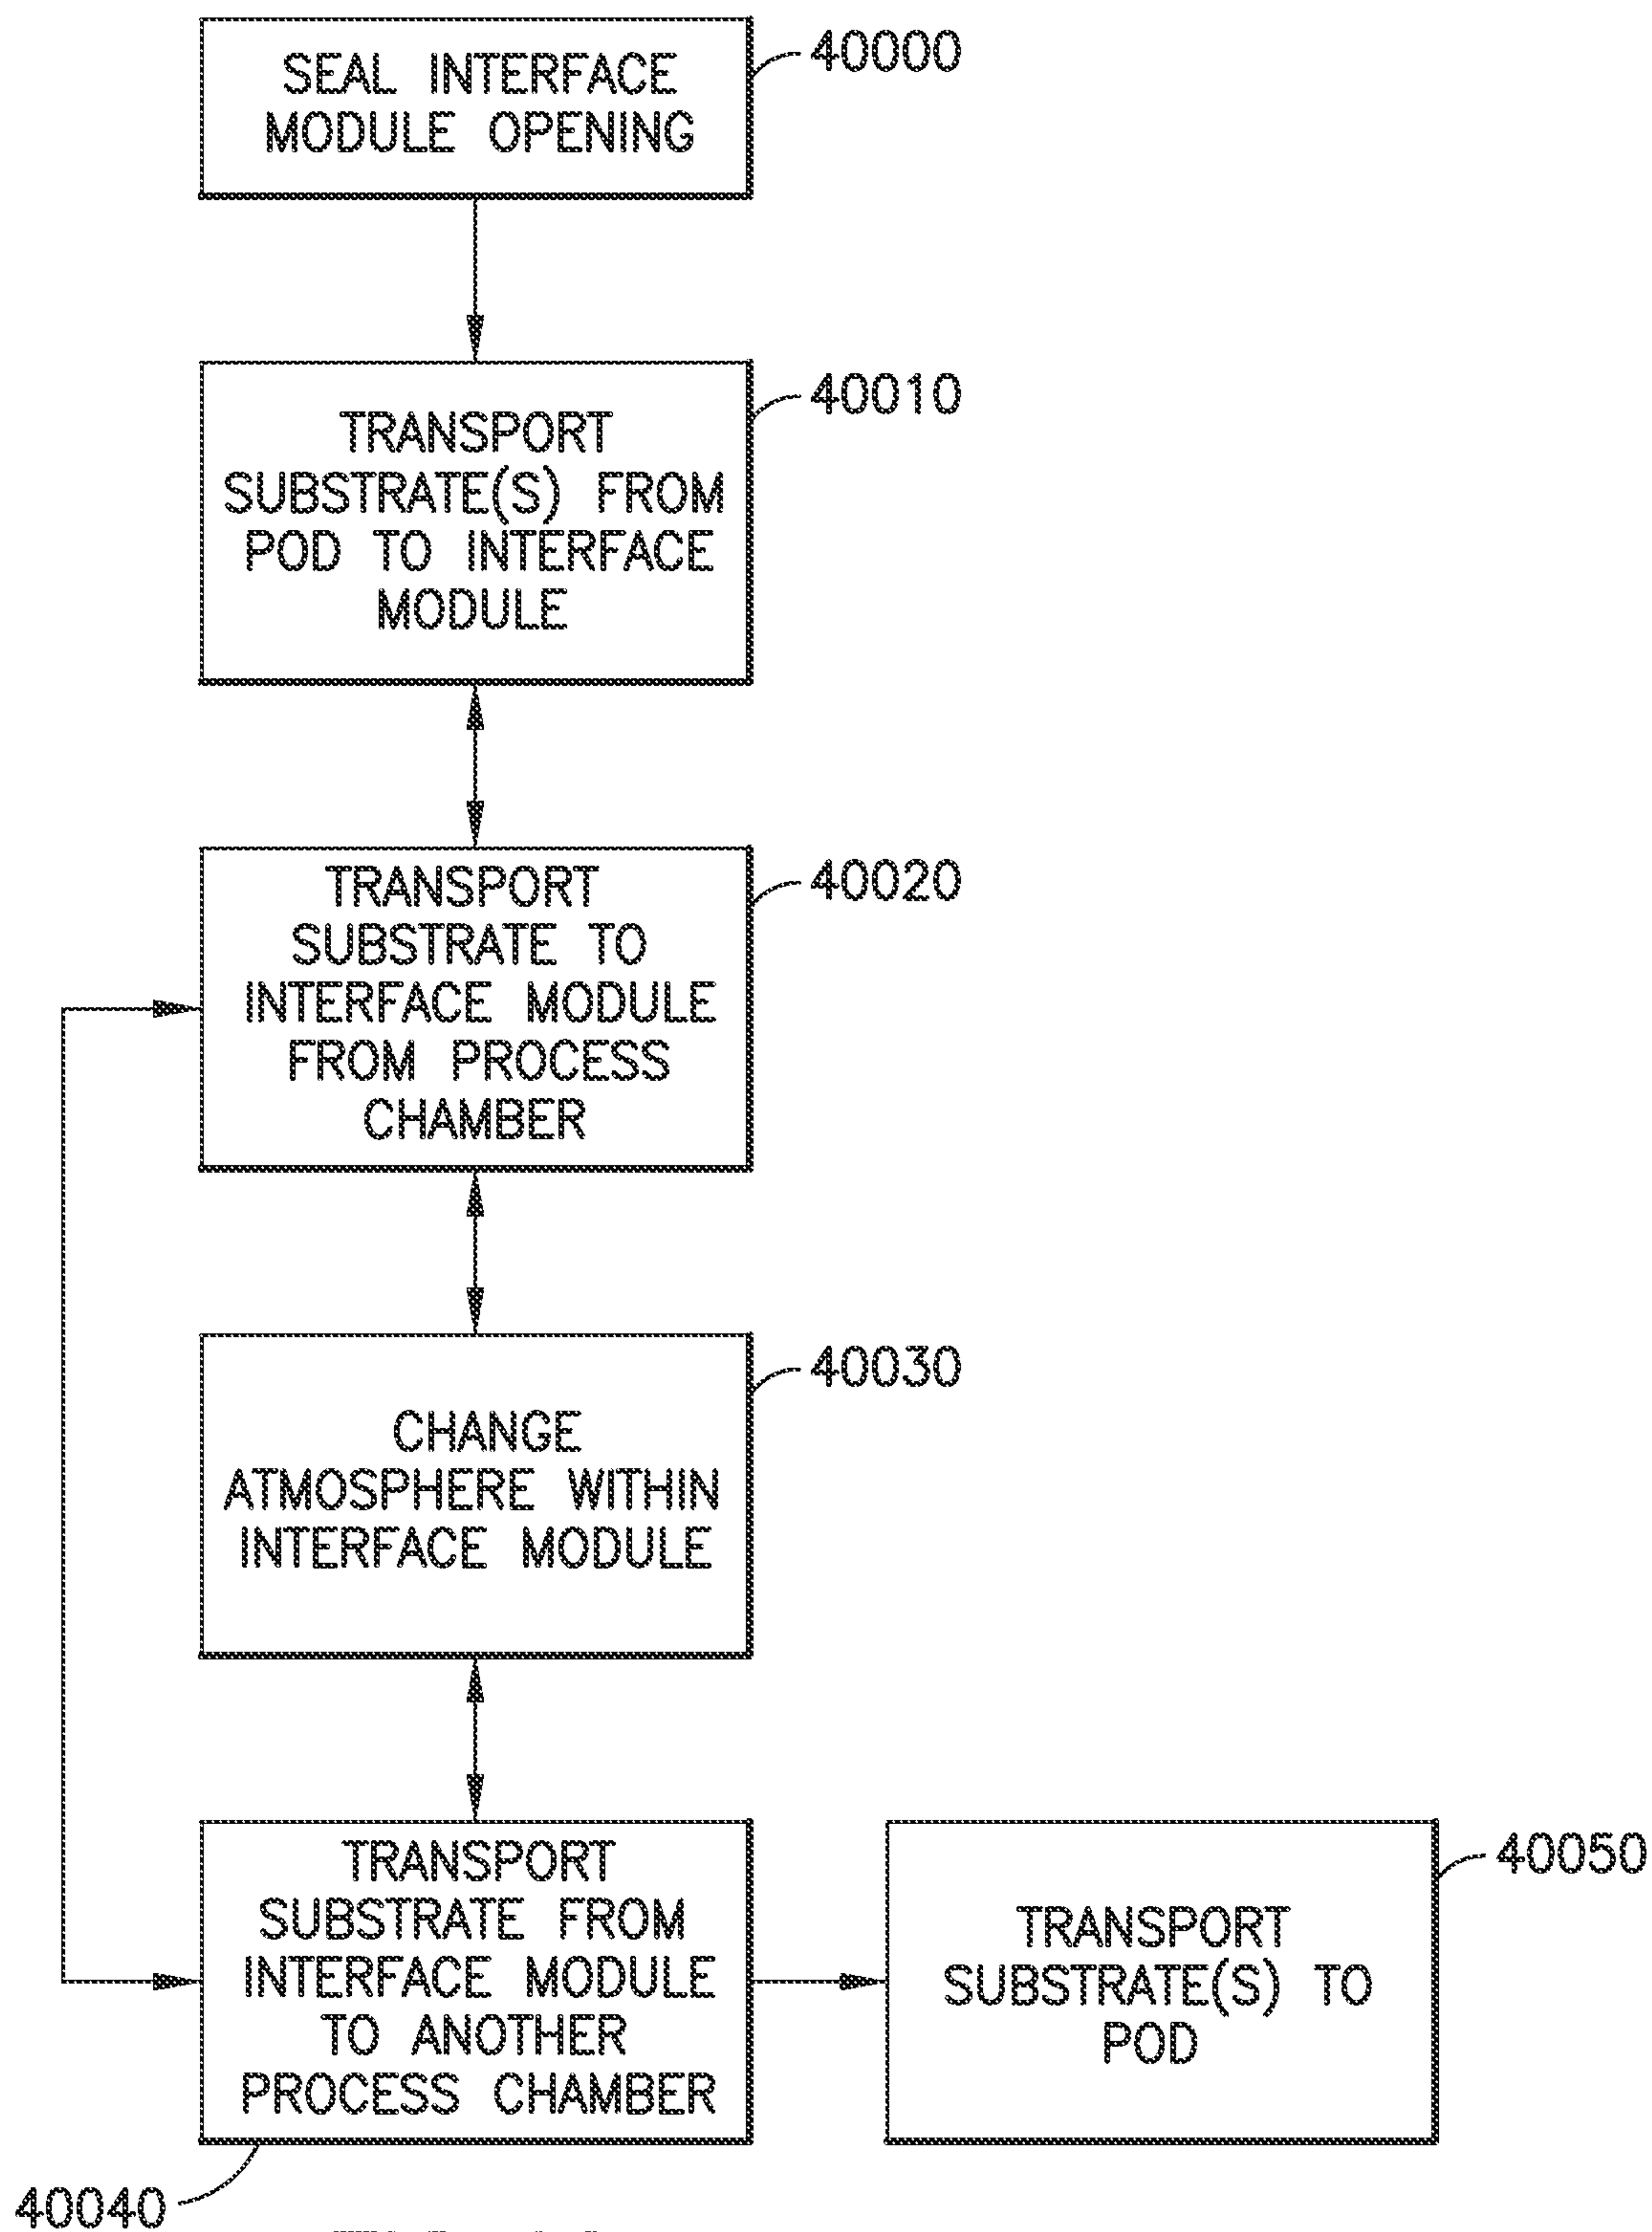 SEAL INTERFACE
MODULE OPENING
40000
TRANSPORT
SUBSTRATE(S) FROM
POD TO INTERFACE
MODULE
40010
TRANSPORT
SUBSTRATE TO
INTERFACE MODULE
FROM PROCESS
CHAMBER
40020
CHANGE
ATMOSPHERE WITHIN
INTERFACE MODULE
40030
TRANSPORT
SUBSTRATE FROM
INTERFACE MODULE
TO ANOTHER
PROCESS CHAMBER
40040
TRANSPORT
SUBSTRATE(S) TO
POD
40050